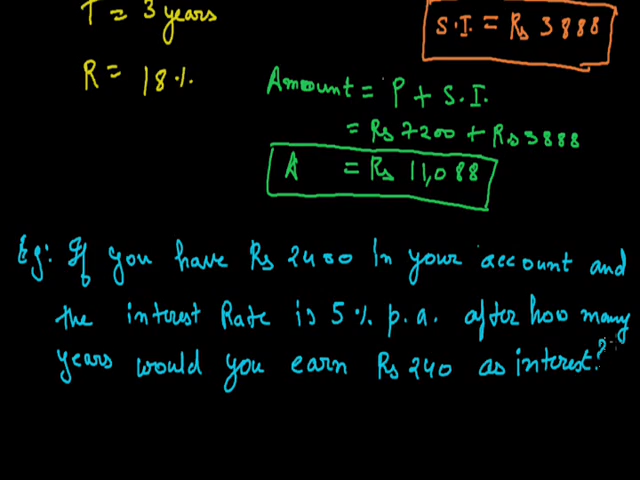 T = 3 years
S.I. = Rs 3888
R = 18%
Amount = P + S.I.
= Rs 7200 + Rs 3888
A = Rs 11,088
Eg: If you have Rs 2400 in your account and
the interest Rate is 5% p.a. after how many
years would you earn Rs 240 as interest?